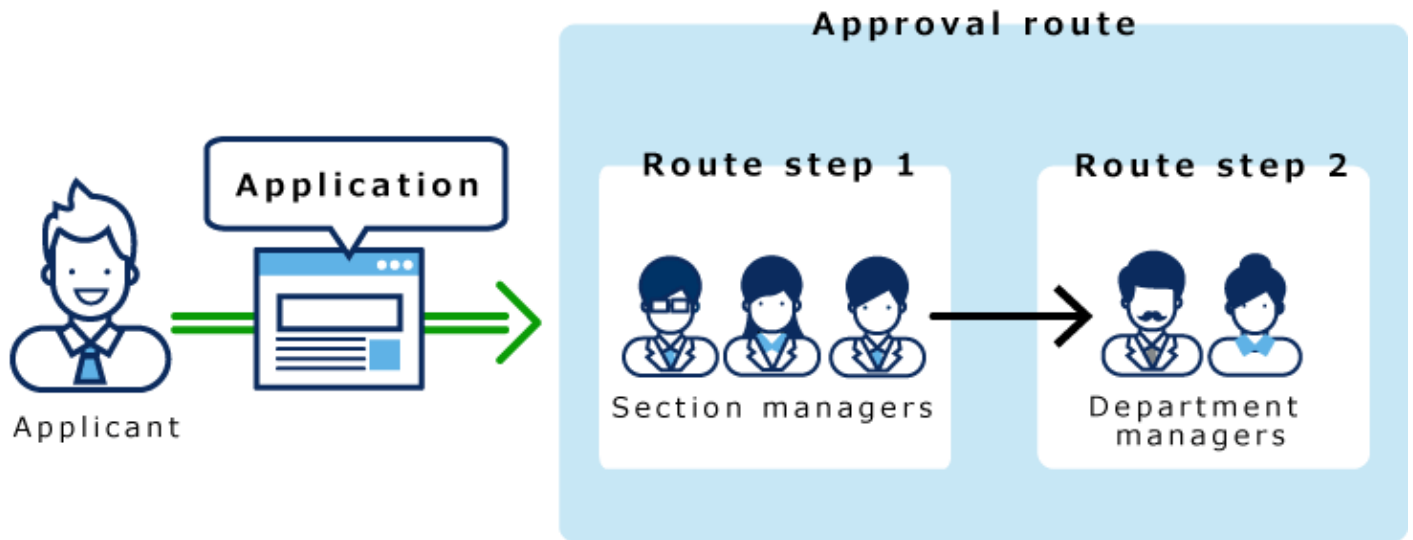 Approval route
Application
Route step 1
Route step 2
Applicant
Section managers
Department
managers